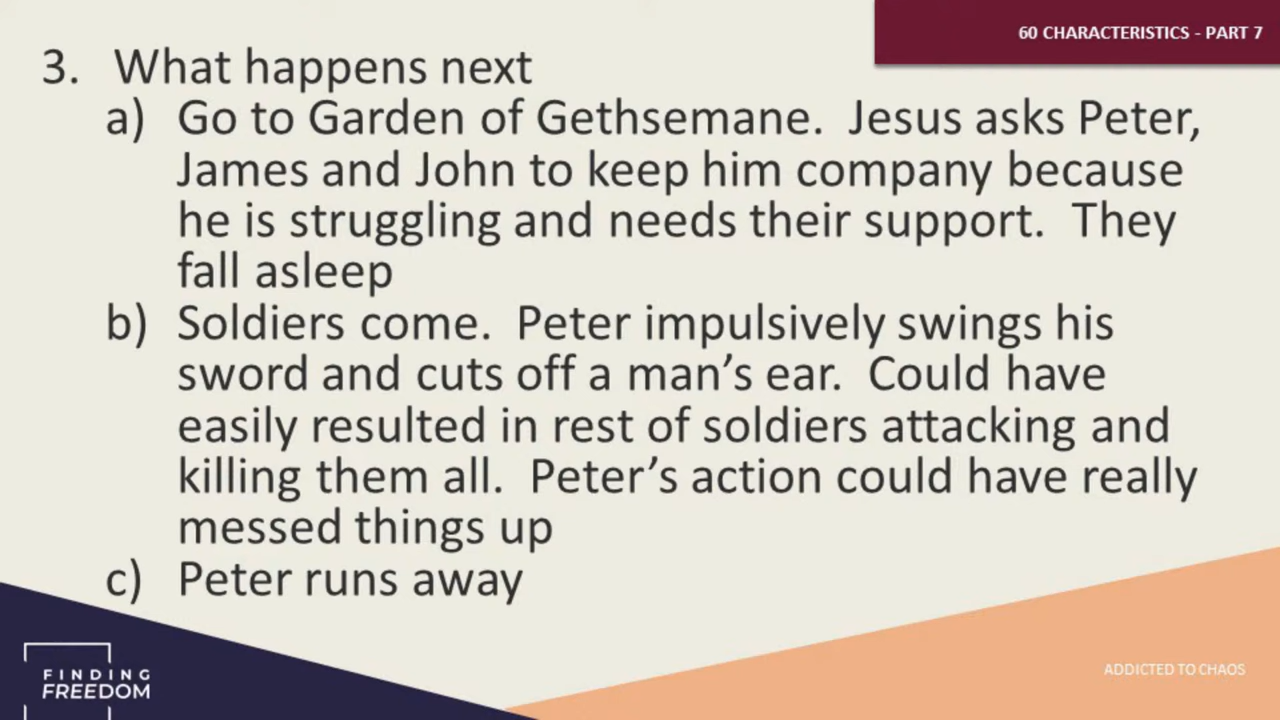 60 CHARACTERISTICS - PART 7
3. What happens next
a) Go to Garden of Gethsemane. Jesus asks Peter,
James and John to keep him company because
he is struggling and needs their support. They
fall asleep
b) Soldiers come. Peter impulsively swings his
sword and cuts off a man’s ear. Could have
easily resulted in rest of soldiers attacking and
killing them all. Peter’s action could have really
messed things up
c) Peter runs away
FINDING
FREEDOM
ADDICTED TO CHAOS